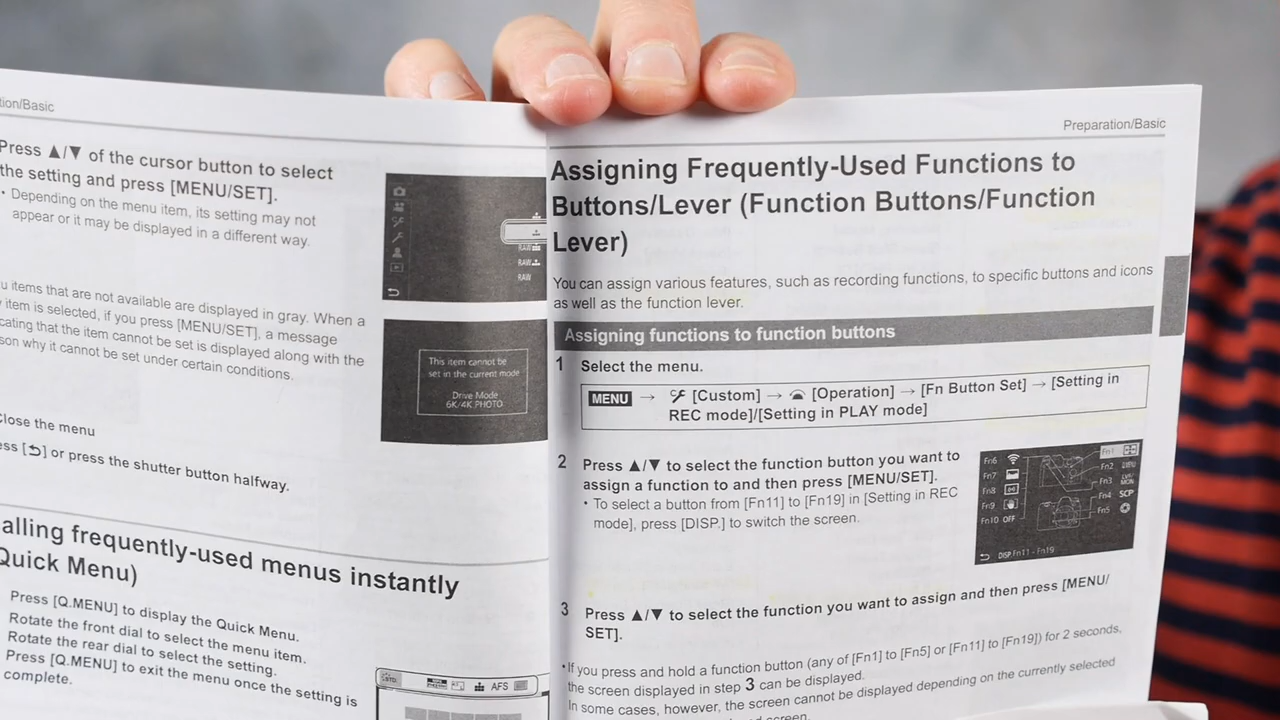 tion/Basic
Press ▲/▼ of the cursor button to select
the setting and press [MENU/SET].
• Depending on the menu item, its setting may not
appear or it may be displayed in a different way.
RAW
RAW
RAW
u items that are not available are displayed in gray. When a
item is selected, if you press [MENU/SET], a message
cating that the item cannot be set is displayed along with the
son why it cannot be set under certain conditions.
This item cannot be
set in the current mode
Drive Mode
6K/4K PHOTO
Close the menu
ess [⮌] or press the shutter button halfway.
alling frequently-used menus instantly
Quick Menu)
Press [Q.MENU] to display the Quick Menu.
Rotate the front dial to select the menu item.
Rotate the rear dial to select the setting.
Press [Q.MENU] to exit the menu once the setting is
complete.
AFS
Preparation/Basic
Assigning Frequently-Used Functions to
Buttons/Lever (Function Buttons/Function
Lever)
You can assign various features, such as recording functions, to specific buttons and icons
as well as the function lever.
Assigning functions to function buttons
1 Select the menu.
MENU → [Custom] → [Operation] → [Fn Button Set] → [Setting in
REC mode]/[Setting in PLAY mode]
2 Press ▲/▼ to select the function button you want to
assign a function to and then press [MENU/SET].
• To select a button from [Fn11] to [Fn19] in [Setting in REC
mode], press [DISP.] to switch the screen.
Fn6 Fn1
Fn7 Fn2
Fn8 Fn3 LVF/
MON
Fn9 Fn4 SCP
Fn10 OFF Fn5
DISP. Fn11 - Fn19
3 Press ▲/▼ to select the function you want to assign and then press [MENU/
SET].
• If you press and hold a function button (any of [Fn1] to [Fn5] or [Fn11] to [Fn19]) for 2 seconds,
the screen displayed in step 3 can be displayed.
In some cases, however, the screen cannot be displayed depending on the currently selected
screen.